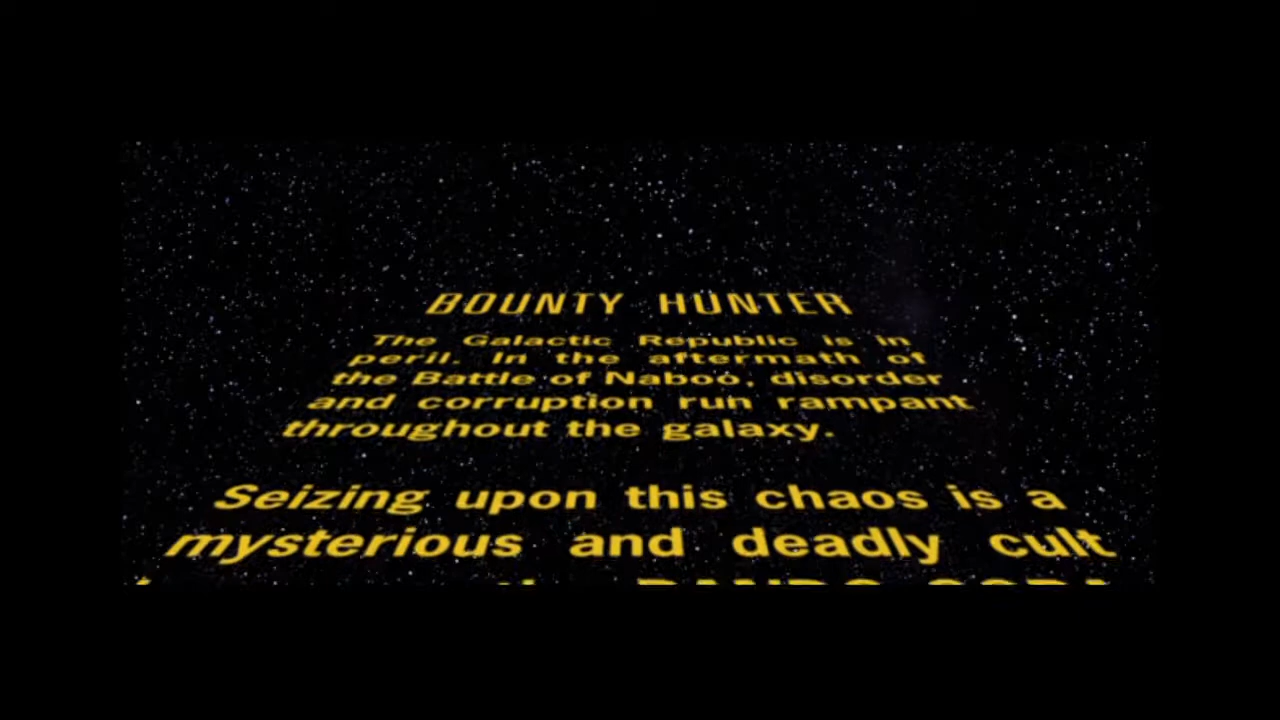 BOUNTY HUNTER
The Galactic Republic is in
peril. In the aftermath of
the Battle of Naboo, disorder
and corruption run rampant
throughout the galaxy.
Seizing upon this chaos is a
mysterious and deadly cult